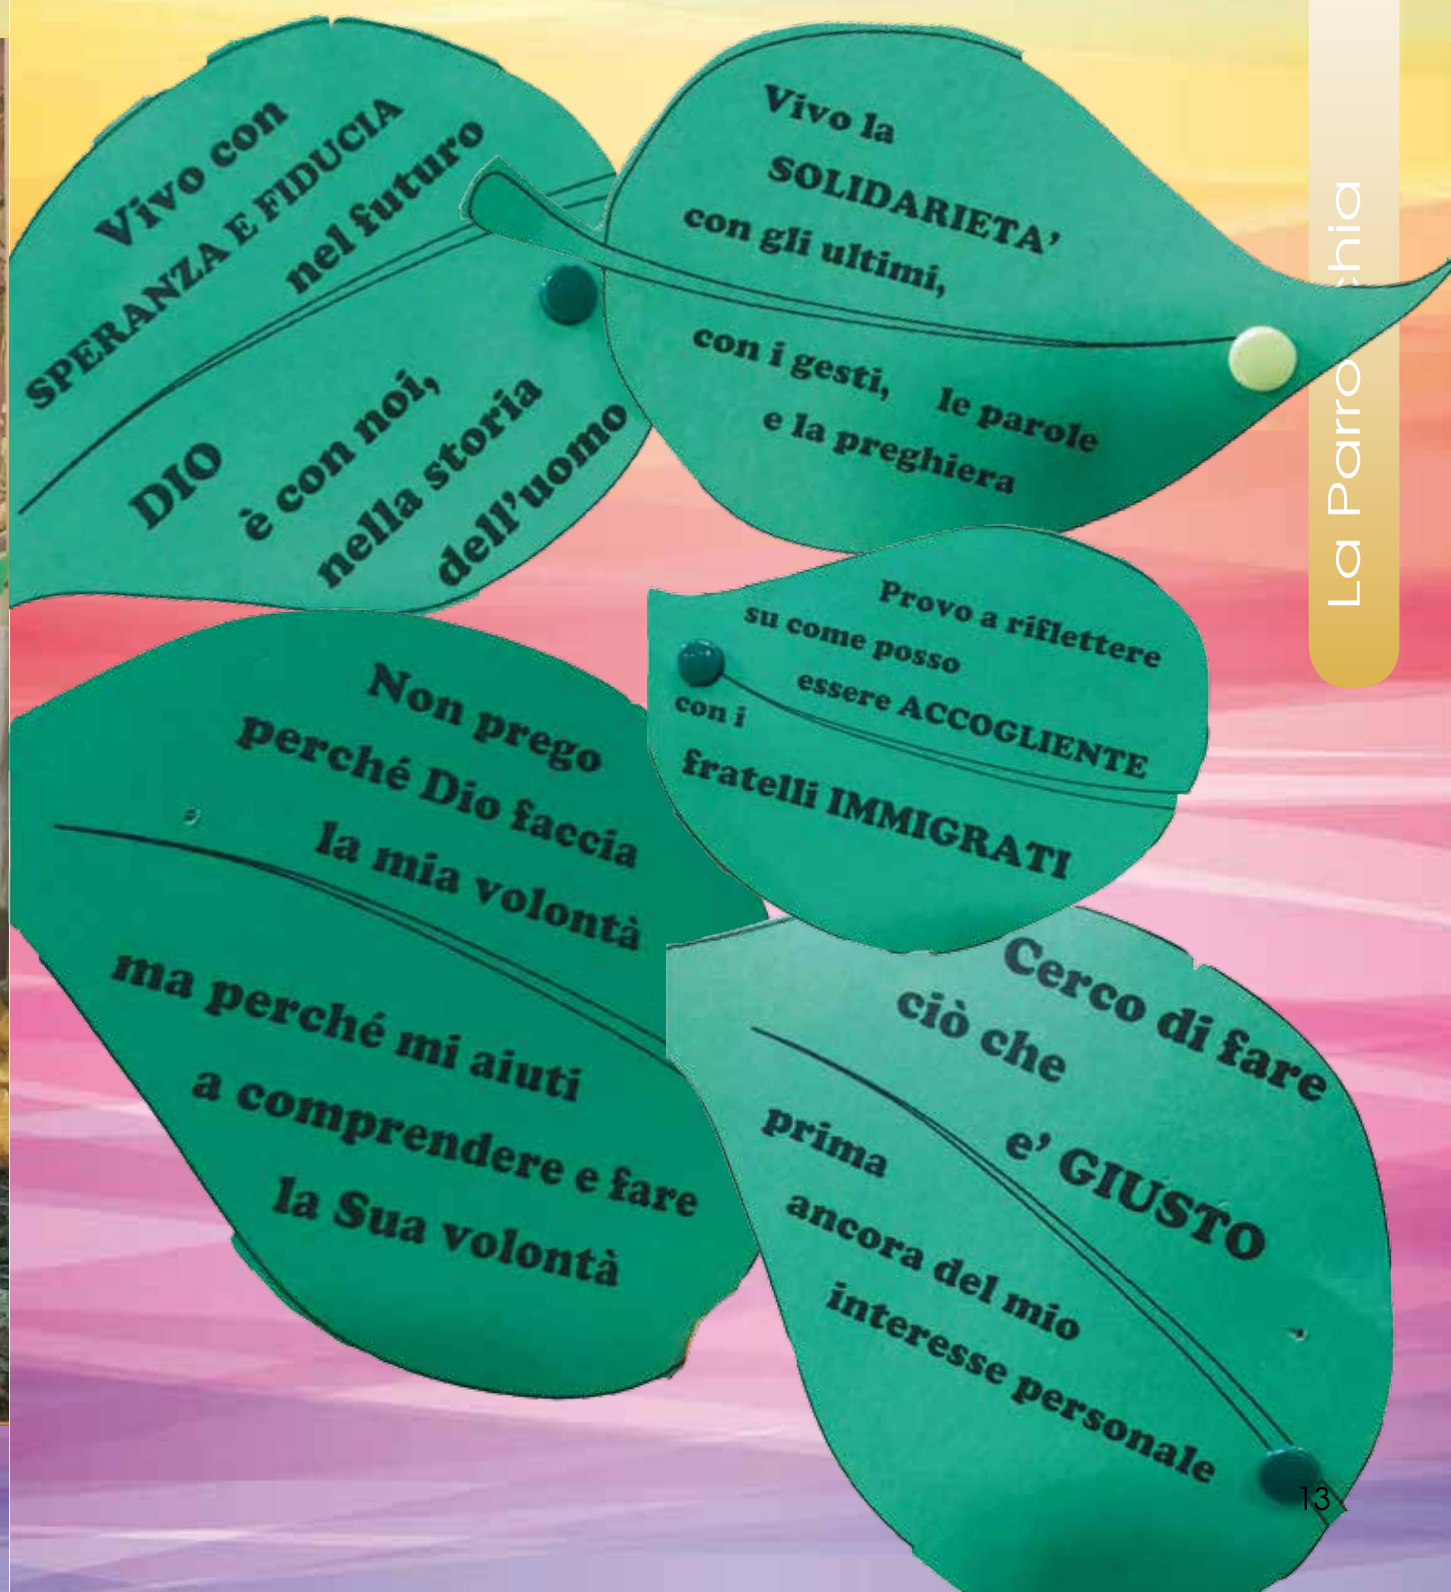 Vivo con
SPERANZA E FIDUCIA
nel futuro
DIO
è con noi,
nella storia
dell'uomo
Vivo la
SOLIDARIETA'
con gli ultimi,
con i gesti, le parole
e la preghiera
Provo a riflettere
su come posso
essere ACCOGLIENTE
con i
fratelli IMMIGRATI
Non prego
perché Dio faccia
la mia volontà
ma perché mi aiuti
a comprendere e fare
la Sua volontà
Cerco di fare
ciò che
e' GIUSTO
prima
ancora del mio
interesse personale
La Parro chia
13